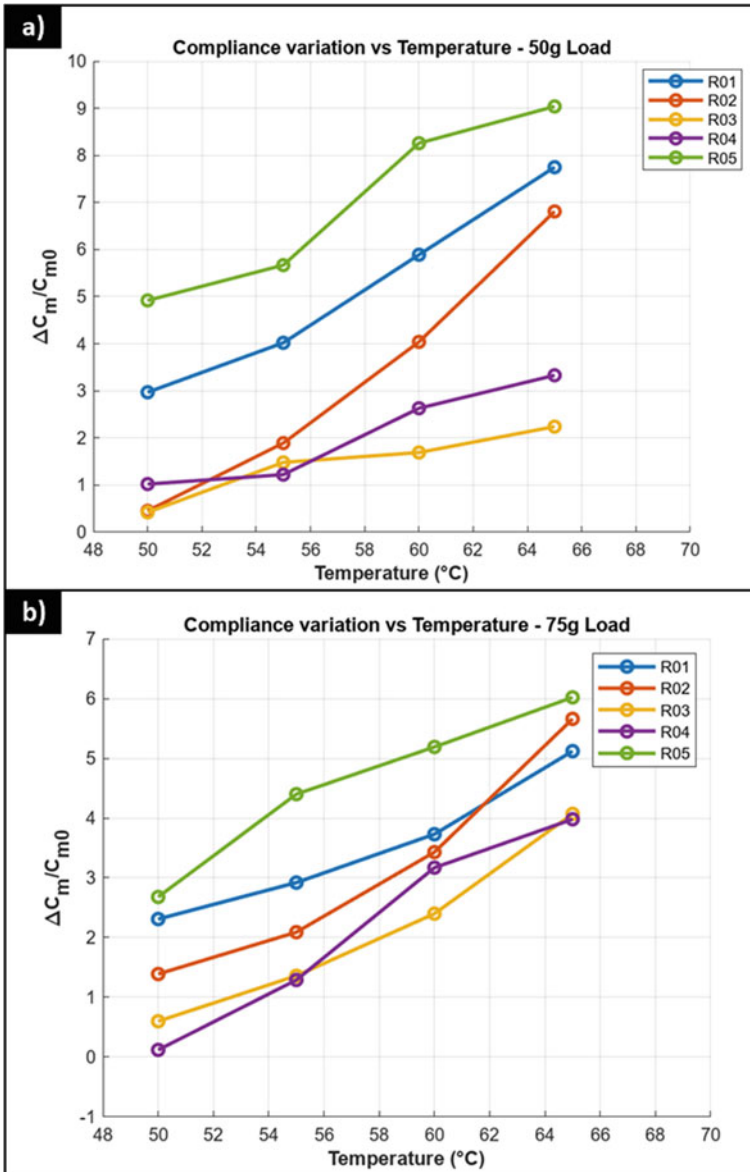 a)
Compliance variation vs Temperature - 50g Load
10
9
8
7
6
5
4
3
2
1
0
ΔCm/Cm0
48 50 52 54 56 58 60 62 64 66 68 70
Temperature (°C)
R01
R02
R03
R04
R05
b)
Compliance variation vs Temperature - 75g Load
7
6
5
4
3
2
1
0
-1
ΔCm/Cm0
48 50 52 54 56 58 60 62 64 66 68 70
Temperature (°C)
R01
R02
R03
R04
R05